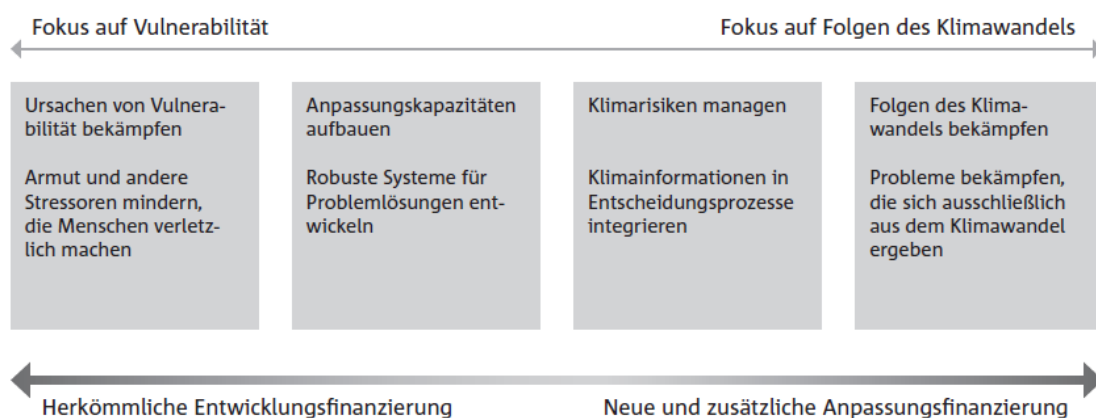 Fokus auf Vulnerabilität
Fokus auf Folgen des Klimawandels
Ursachen von Vulnera-
bilität bekämpfen
Armut und andere
Stressoren mindern,
die Menschen verletz-
lich machen
Anpassungskapazitäten
aufbauen
Robuste Systeme für
Problemlösungen ent-
wickeln
Klimarisiken managen
Klimainformationen in
Entscheidungsprozesse
integrieren
Folgen des Klima-
wandels bekämpfen
Probleme bekämpfen,
die sich ausschließlich
aus dem Klimawandel
ergeben
Herkömmliche Entwicklungsfinanzierung
Neue und zusätzliche Anpassungsfinanzierung